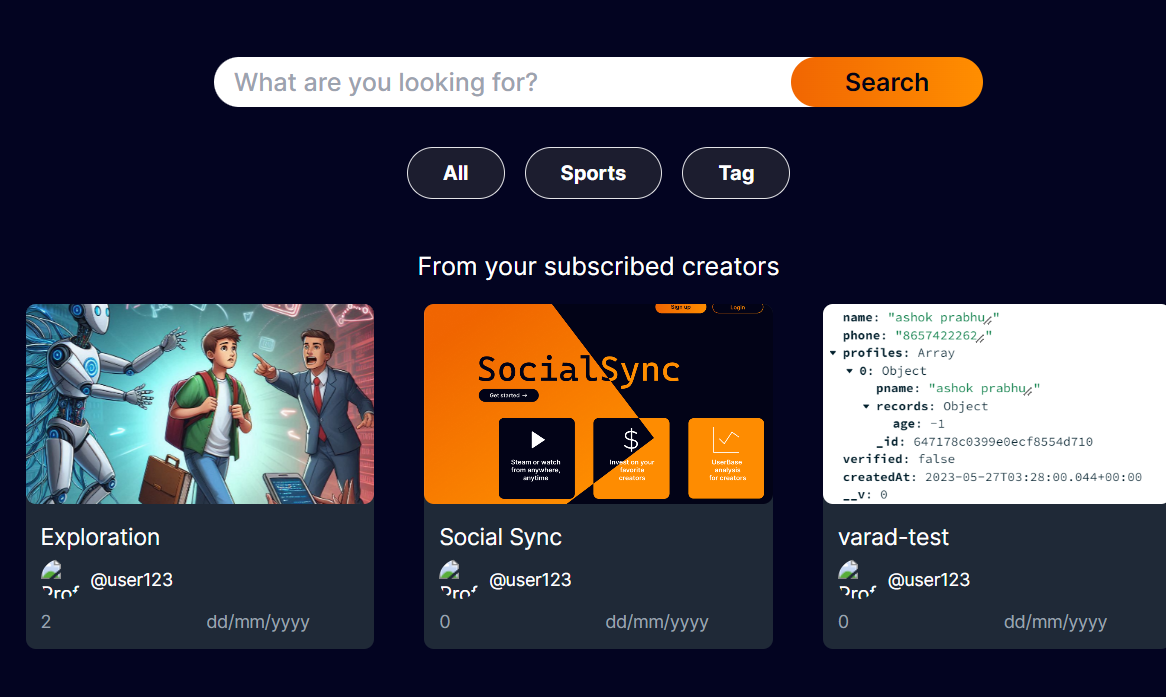 What are you looking for?
Search
All
Sports
Tag
From your subscribed creators
Sign up
Login
SocialSync
Get started →
Steam or watch
from anywhere,
anytime
$
Invest on your
favorite
creators
UserBase
analysis
for creators
name: "ashok prabhu"
phone: "8657422262"
profiles: Array
0: Object
pname: "ashok prabhu"
records: Object
age: -1
_id: 647178c0399e0ecf8554d710
verified: false
createdAt: 2023-05-27T03:28:00.044+00:00
__v: 0
Exploration
Prof
@user123
2
dd/mm/yyyy
Social Sync
Prof
@user123
0
dd/mm/yyyy
varad-test
Prof
@user123
0
dd/mm/yyyy